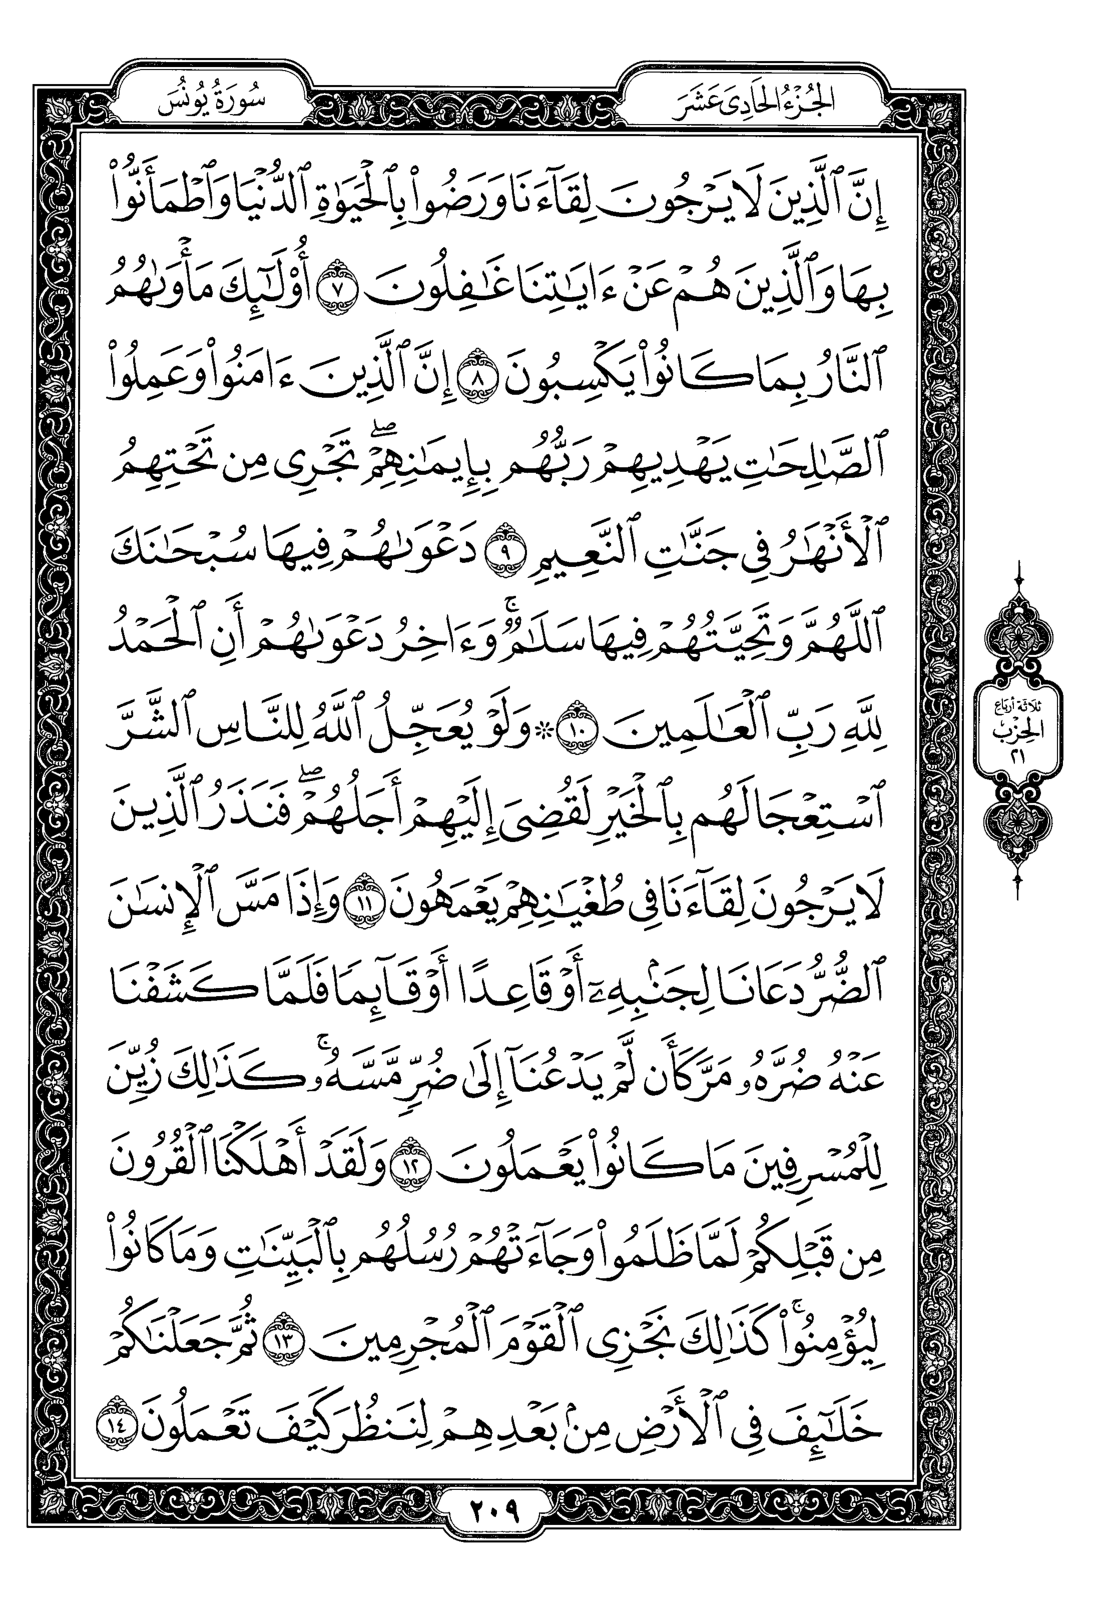 الجُزْءُ الحَادِىَ عَشَرَ
سُورَةُ يُونُسَ
إِنَّ ٱلَّذِينَ لَا يَرْجُونَ لِقَآءَنَا وَرَضُوا۟ بِٱلْحَيَوٰةِ ٱلدُّنْيَا وَٱطْمَأَنُّوا۟
بِهَا وَٱلَّذِينَ هُمْ عَنْ ءَايَٰتِنَا غَٰفِلُونَ ٧ أُو۟لَٰٓئِكَ مَأْوَىٰهُمُ
ٱلنَّارُ بِمَا كَانُوا۟ يَكْسِبُونَ ٨ إِنَّ ٱلَّذِينَ ءَامَنُوا۟ وَعَمِلُوا۟
ٱلصَّٰلِحَٰتِ يَهْدِيهِمْ رَبُّهُم بِإِيمَٰنِهِمْ ۖ تَجْرِى مِن تَحْتِهِمُ
ٱلْأَنْهَٰرُ فِى جَنَّٰتِ ٱلنَّعِيمِ ٩ دَعْوَىٰهُمْ فِيهَا سُبْحَٰنَكَ
ٱللَّهُمَّ وَتَحِيَّتُهُمْ فِيهَا سَلَٰمٌ ۚ وَءَاخِرُ دَعْوَىٰهُمْ أَنِ ٱلْحَمْدُ
لِلَّهِ رَبِّ ٱلْعَٰلَمِينَ ١٠ ۞ وَلَوْ يُعَجِّلُ ٱللَّهُ لِلنَّاسِ ٱلشَّرَّ
ٱسْتِعْجَالَهُم بِٱلْخَيْرِ لَقُضِىَ إِلَيْهِمْ أَجَلُهُمْ ۖ فَنَذَرُ ٱلَّذِينَ
لَا يَرْجُونَ لِقَآءَنَا فِى طُغْيَٰنِهِمْ يَعْمَهُونَ ١١ وَإِذَا مَسَّ ٱلْإِنسَٰنَ
ٱلضُّرُّ دَعَانَا لِجَنۢبِهِۦٓ أَوْ قَاعِدًا أَوْ قَآئِمًا فَلَمَّا كَشَفْنَا
عَنْهُ ضُرَّهُۥ مَرَّ كَأَن لَّمْ يَدْعُنَآ إِلَىٰ ضُرٍّ مَّسَّهُۥ ۚ كَذَٰلِكَ زُيِّنَ
لِلْمُسْرِفِينَ مَا كَانُوا۟ يَعْمَلُونَ ١٢ وَلَقَدْ أَهْلَكْنَا ٱلْقُرُونَ
مِن قَبْلِكُمْ لَمَّا ظَلَمُوا۟ وَجَآءَتْهُمْ رُسُلُهُم بِٱلْبَيِّنَٰتِ وَمَا كَانُوا۟
لِيُؤْمِنُوا۟ ۚ كَذَٰلِكَ نَجْزِى ٱلْقَوْمَ ٱلْمُجْرِمِينَ ١٣ ثُمَّ جَعَلْنَٰكُمْ
خَلَٰٓئِفَ فِى ٱلْأَرْضِ مِنۢ بَعْدِهِمْ لِنَنظُرَ كَيْفَ تَعْمَلُونَ ١٤
ثلاثة أرباع
الحِزْب
٢١
٢٠٩